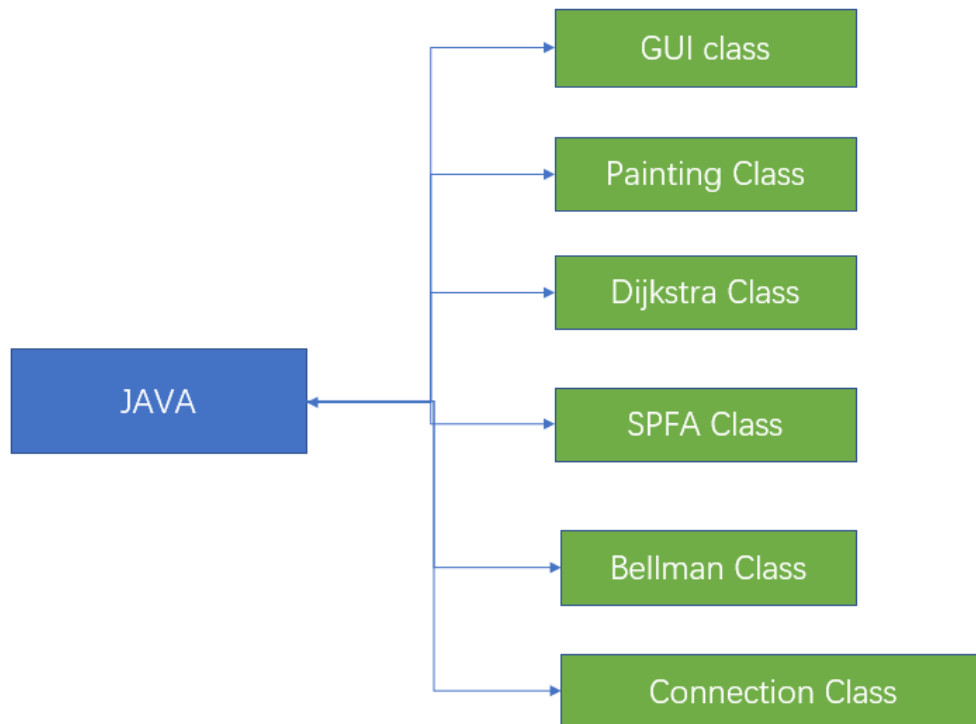 GUI class
Painting Class
Dijkstra Class
JAVA
SPFA Class
Bellman Class
Connection Class